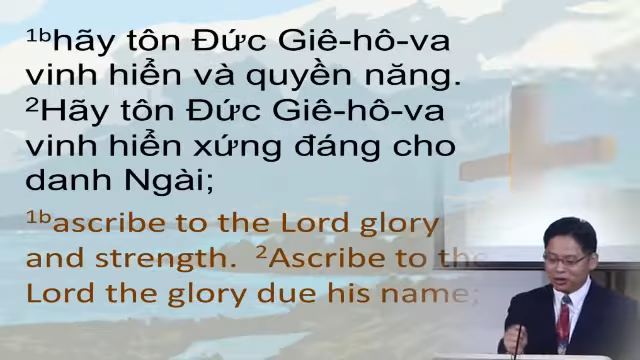 1bhãy tôn Đức Giê-hô-va
vinh hiển và quyền năng.
2Hãy tôn Đức Giê-hô-va
vinh hiển xứng đáng cho
danh Ngài;
1bascribe to the Lord glory
and strength. 2Ascribe to the
Lord the glory due his name;